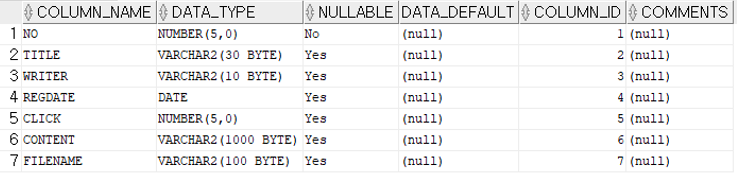 COLUMN_NAME DATA_TYPE NULLABLE DATA_DEFAULT COLUMN_ID COMMENTS
1 NO NUMBER(5,0) No (null) 1 (null)
2 TITLE VARCHAR2(30 BYTE) Yes (null) 2 (null)
3 WRITER VARCHAR2(10 BYTE) Yes (null) 3 (null)
4 REGDATE DATE Yes (null) 4 (null)
5 CLICK NUMBER(5,0) Yes (null) 5 (null)
6 CONTENT VARCHAR2(1000 BYTE) Yes (null) 6 (null)
7 FILENAME VARCHAR2(100 BYTE) Yes (null) 7 (null)